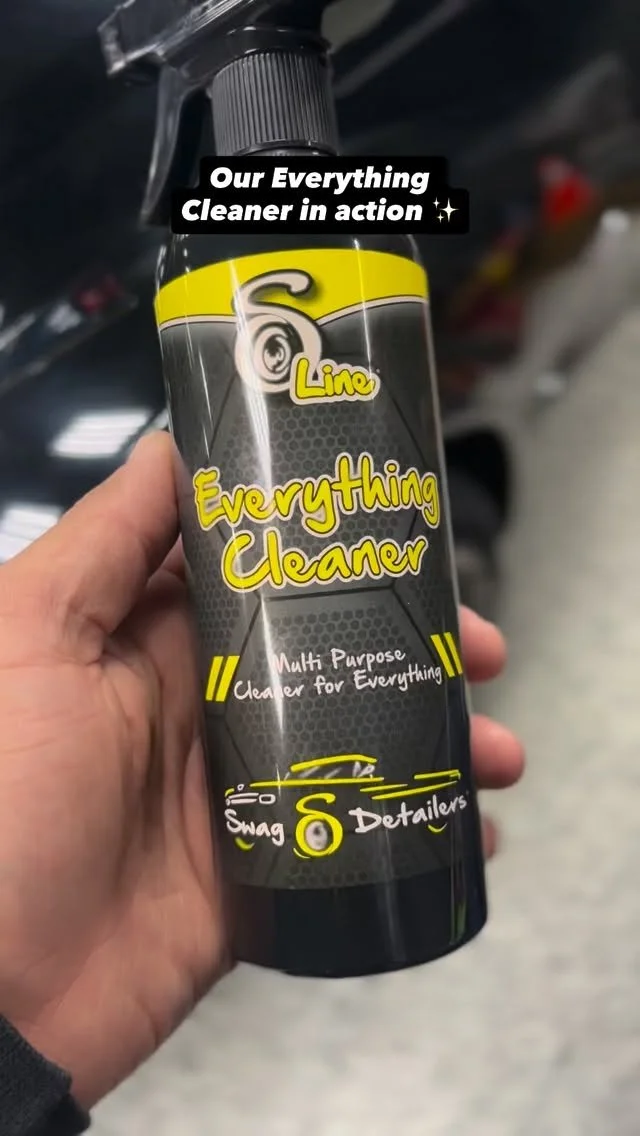 Our Everything
Cleaner in action ✨
Line
Everything
Cleaner
Multi Purpose
Cleaner for Everything
Swag Detailers